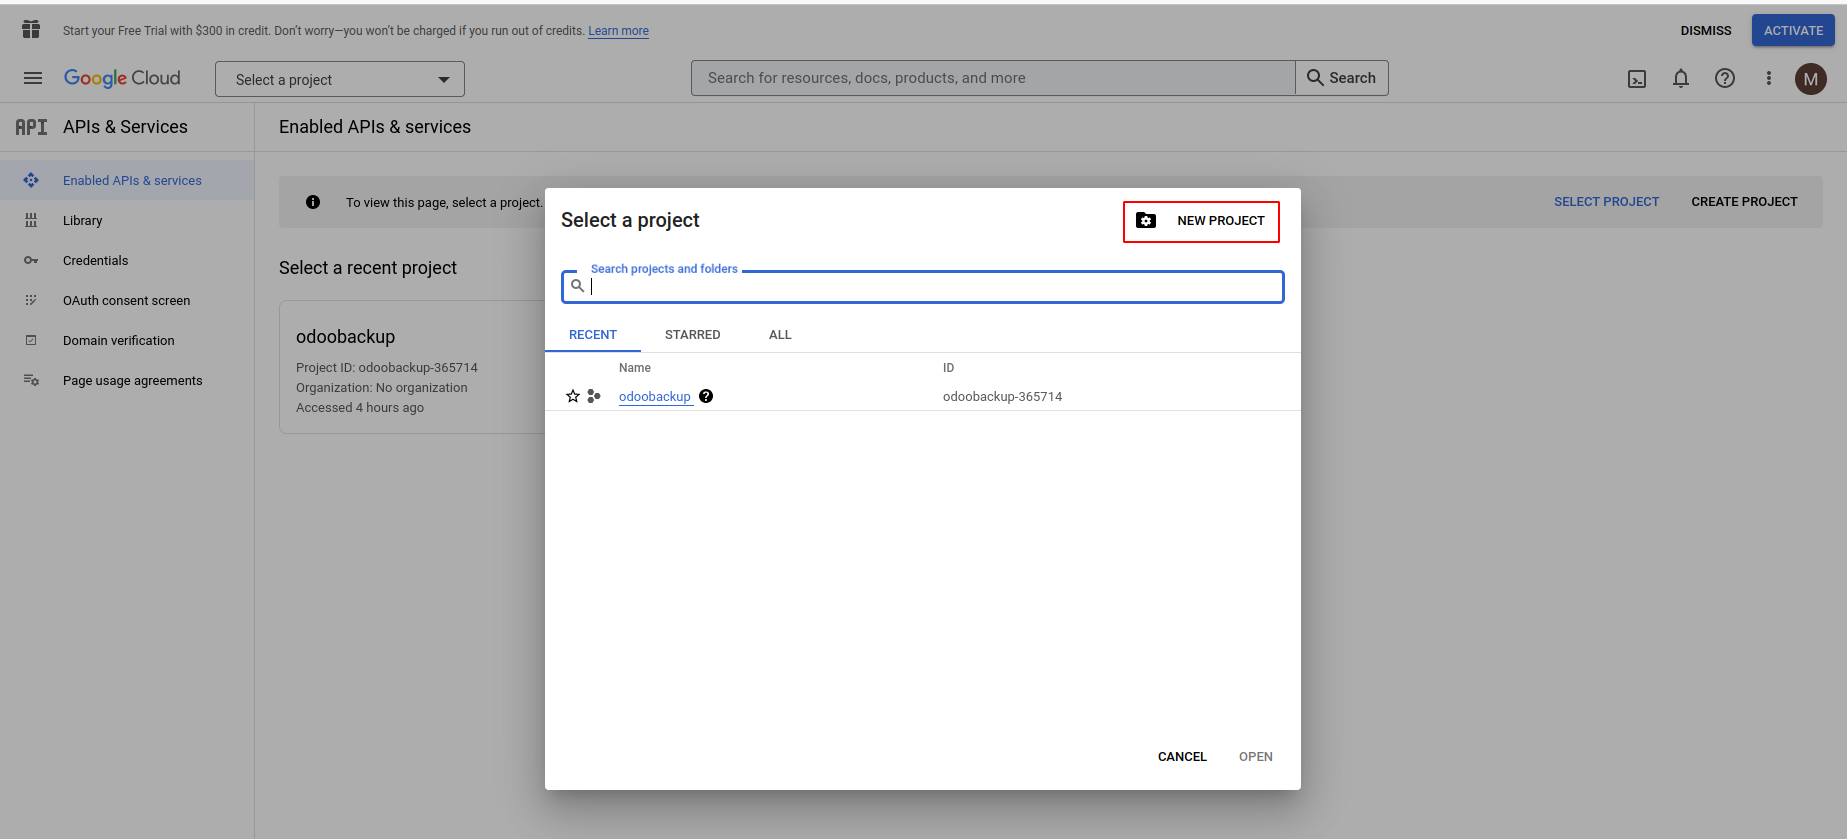 Start your Free Trial with $300 in credit. Don't worry—you won't be charged if you run out of credits. Learn more
DISMISS
ACTIVATE
Google Cloud
Select a project
Search for resources, docs, products, and more
Search
M
API
APIs & Services
Enabled APIs & services
Enabled APIs & services
Library
Credentials
OAuth consent screen
Domain verification
Page usage agreements
To view this page, select a project.
SELECT PROJECT
CREATE PROJECT
Select a recent project
odoobackup
Project ID: odoobackup-365714
Organization: No organization
Accessed 4 hours ago
Select a project
NEW PROJECT
Search projects and folders
RECENT
STARRED
ALL
Name
ID
odoobackup
odoobackup-365714
CANCEL
OPEN